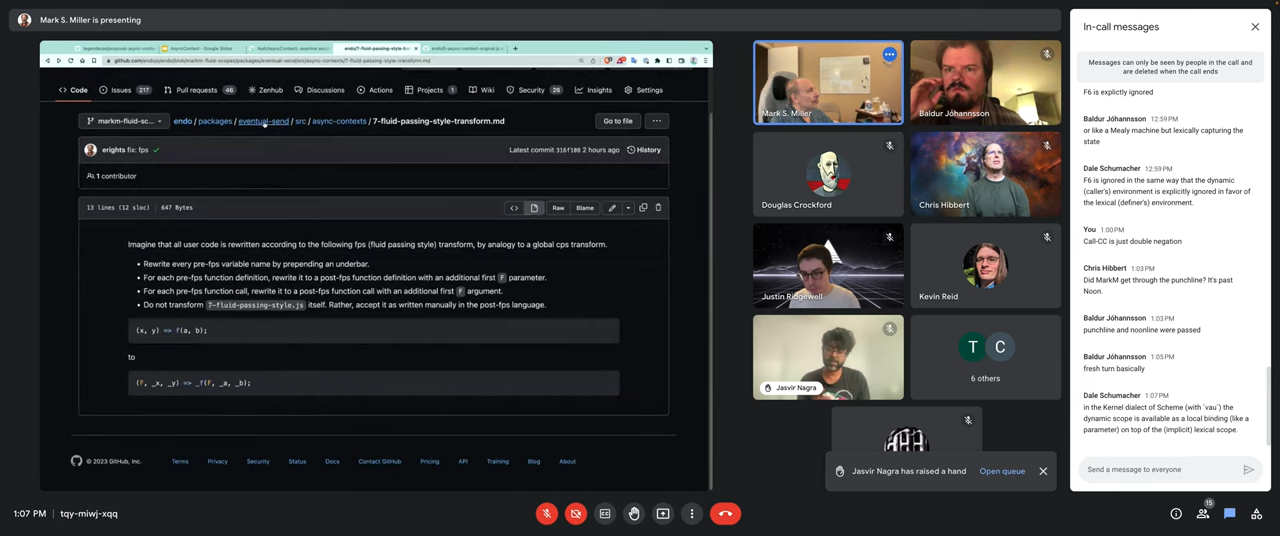 Mark S. Miller is presenting
AsyncContext - Google Slides
endo/7-fluid-passing-style-tr
Code
Issues 217
Pull requests 46
Zenhub
Discussions
Actions
Projects 1
Wiki
Security 26
Insights
Settings
markm-fluid-sc...
endo / packages / eventual-send / src / async-contexts / 7-fluid-passing-style-transform.md
Go to file
erights fix: fps
Latest commit 316f108 2 hours ago
History
1 contributor
13 lines (12 sloc) 647 Bytes
Raw
Blame
Imagine that all user code is rewritten according to the following fps (fluid passing style) transform, by analogy to a global cps transform.
• Rewrite every pre-fps variable name by prepending an underbar.
• For each pre-fps function definition, rewrite it to a post-fps function definition with an additional first F parameter.
• For each pre-fps function call, rewrite it to a post-fps function call with an additional first F argument.
• Do not transform 7-fluid-passing-style.js itself. Rather, accept it as written manually in the post-fps language.
(x, y) => f(a, b);
to
(F, _x, _y) => _f(F, _a, _b);
© 2023 GitHub, Inc.
Terms
Privacy
Security
Status
Docs
Contact GitHub
Pricing
API
Training
Blog
About
Mark S. Miller
Baldur Jóhannsson
Douglas Crockford
Chris Hibbert
Justin Ridgewell
Kevin Reid
Jasvir Nagra
T
C
6 others
Jasvir Nagra has raised a hand
Open queue
In-call messages
Messages can only be seen by people in the call and
are deleted when the call ends
F6 is explictly ignored
Baldur Jóhannsson 12:59 PM
or like a Mealy machine but lexically capturing the
state
Dale Schumacher 12:59 PM
F6 is ignored in the same way that the dynamic
(caller's) environment is explicitly ignored in favor of
the lexical (definer's) environment.
You 1:00 PM
Call-CC is just double negation
Chris Hibbert 1:03 PM
Did MarkM get through the punchline? It's past
Noon.
Baldur Jóhannsson 1:03 PM
punchline and noonline were passed
Baldur Jóhannsson 1:05 PM
fresh turn basically
Dale Schumacher 1:07 PM
in the Kernel dialect of Scheme (with `vau`) the
dynamic scope is available as a local binding (like a
parameter) on top of the (implicit) lexical scope.
Send a message to everyone
1:07 PM | tqy-miwj-xqq
15